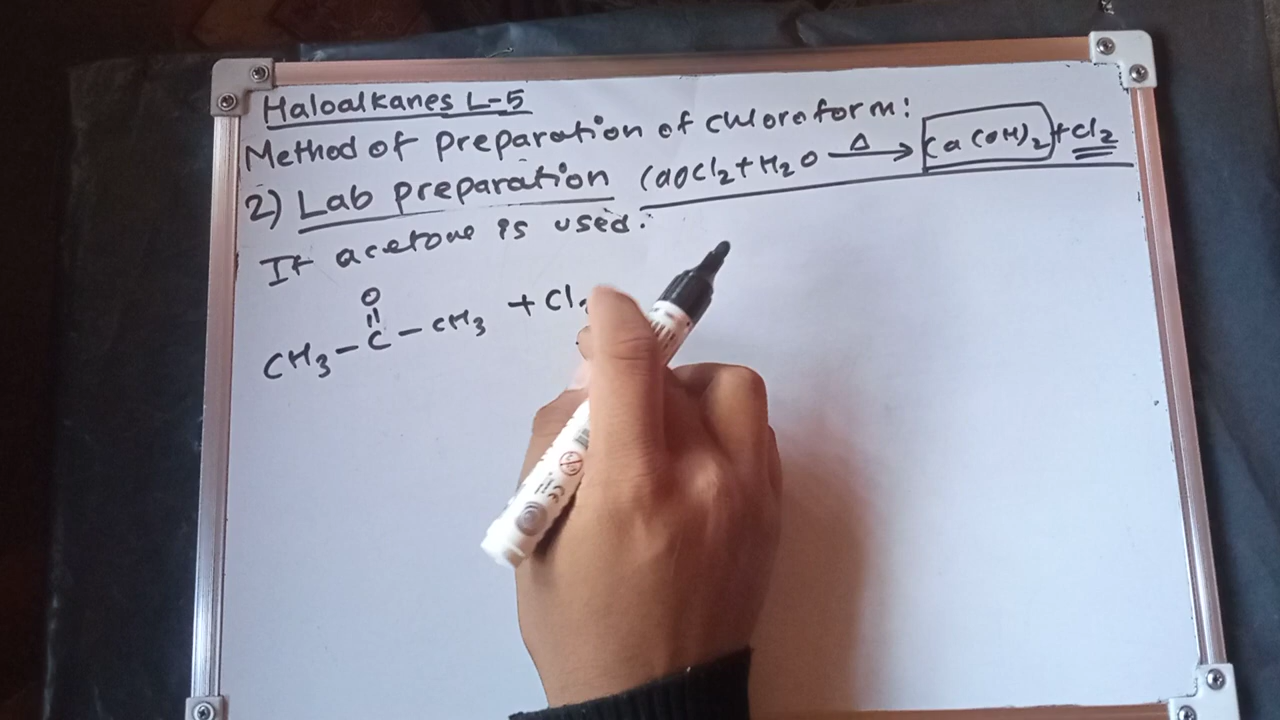 Haloalkanes L-5
Method of Preparation of chloroform:
2) Lab preparation CaOCl2 + H2O —Δ→ Ca(OH)2 + Cl2
If acetone is used.
O
||
CH3 - C - CH3 + Cl2